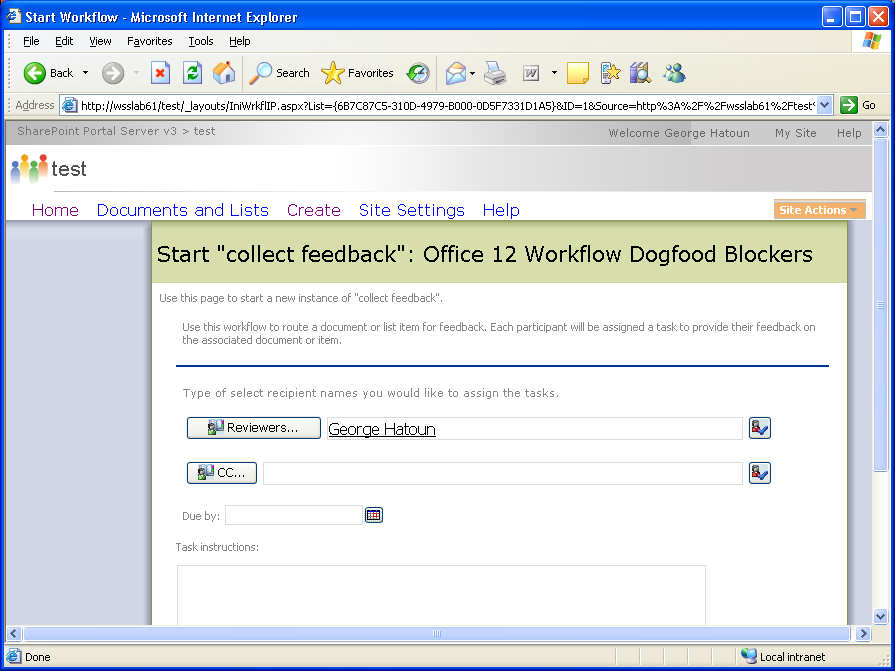 Start Workflow - Microsoft Internet Explorer
File Edit View Favorites Tools Help
Back Search Favorites W
Address http://wsslab61/test/_layouts/IniWrkflIP.aspx?List={6B7C87C5-310D-4979-B000-0D5F7331D1A5}&ID=1&Source=http%3A%2F%2Fwsslab61%2Ftest% Go
SharePoint Portal Server v3 > test Welcome George Hatoun My Site Help
test
Home Documents and Lists Create Site Settings Help Site Actions
Start "collect feedback": Office 12 Workflow Dogfood Blockers
Use this page to start a new instance of "collect feedback".
Use this workflow to route a document or list item for feedback. Each participant will be assigned a task to provide their feedback on
the associated document or item.
Type of select recipient names you would like to assign the tasks.
Reviewers... George Hatoun
CC...
Due by:
Task instructions:
Done Local intranet